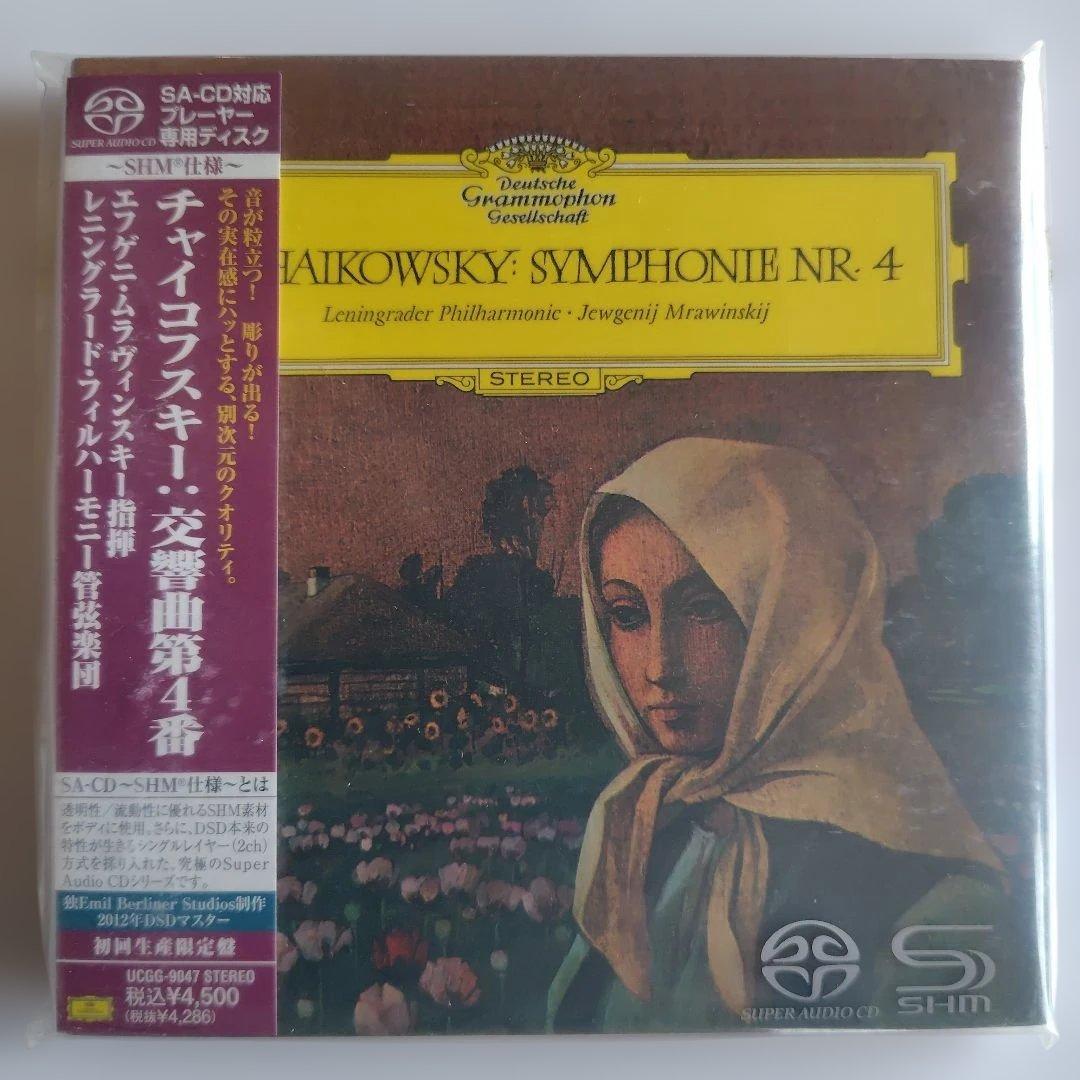 SA-CD対応
プレーヤー
専用ディスク
SUPER AUDIO CD
～SHM®仕様～
音が粒立つ! 彫りが出る!
その実在感にハッとする、別次元のクオリティ。
チャイコフスキー:交響曲第4番
エフゲニ・ムラヴィンスキー指揮
レニングラード・フィルハーモニー管弦楽団
SA-CD～SHM®仕様～とは
透明性/流動性に優れるSHM素材
をボディに使用。さらに、DSD本来の
特性が生きるシングルレイヤー(2ch)
方式を採り入れた、究極のSuper
Audio CDシリーズです。
独Emil Berliner Studios制作
2012年DSDマスター
初回生産限定盤
UCGG-9047 STEREO
税込¥4,500
(税抜¥4,286)
Deutsche
Grammophon
Gesellschaft
HAIKOWSKY: SYMPHONIE NR. 4
Leningrader Philharmonie · Jewgenij Mrawinskij
STEREO
SUPER AUDIO CD
SHM